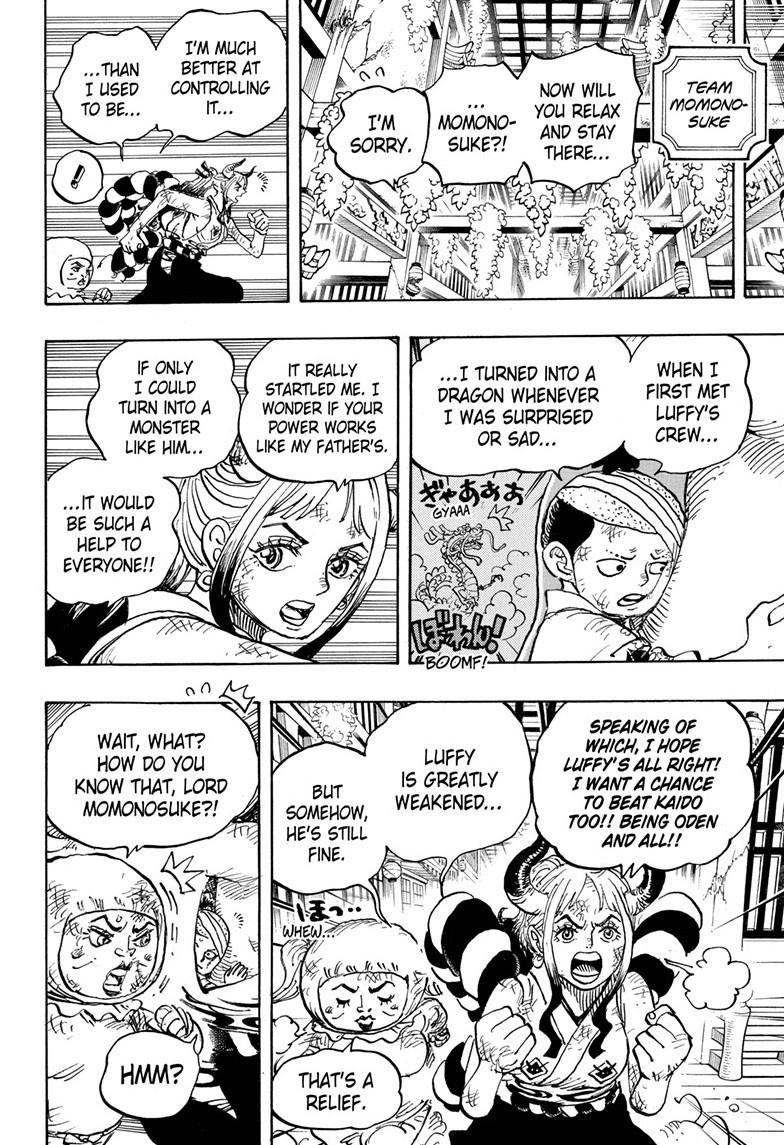 TEAM
MOMONO-
SUKE
NOW WILL
YOU RELAX
AND STAY
THERE...
...
MOMONO-
SUKE?!
I'M
SORRY.
I'M MUCH
BETTER AT
CONTROLLING
IT...
...THAN
I USED
TO BE...
!
WHEN I
FIRST MET
LUFFY'S
CREW...
...I TURNED INTO A
DRAGON WHENEVER
I WAS SURPRISED
OR SAD...
ぎゃあああ
GYAAA
ぼわん!
BOOMF!
IT REALLY
STARTLED ME. I
WONDER IF YOUR
POWER WORKS
LIKE MY FATHER'S.
IF ONLY
I COULD
TURN INTO A
MONSTER
LIKE HIM...
...IT WOULD
BE SUCH A
HELP TO
EVERYONE!!
SPEAKING OF
WHICH, I HOPE
LUFFY'S ALL RIGHT!
I WANT A CHANCE
TO BEAT KAIDO
TOO!! BEING ODEN
AND ALL!!
LUFFY
IS GREATLY
WEAKENED...
BUT
SOMEHOW,
HE'S STILL
FINE.
ほっ…
WHEW...
THAT'S A
RELIEF.
WAIT, WHAT?
HOW DO YOU
KNOW THAT, LORD
MOMONOSUKE?!
HMM?